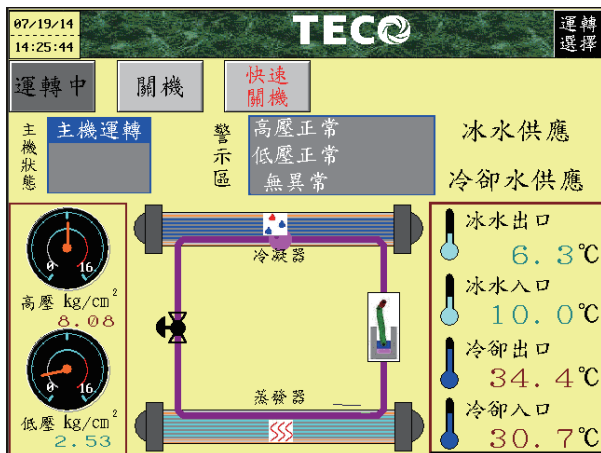 07/19/14
14:25:44
TECO
運轉
選擇
運轉中
關機
快速
關機
主機狀態
主機運轉
警示區
高壓正常
低壓正常
無異常
冰水供應
冷卻水供應
0 16
高壓 kg/cm²
8.08
0 16
低壓 kg/cm²
2.53
冷凝器
蒸發器
冰水出口
6.3℃
冰水入口
10.0℃
冷卻出口
34.4℃
冷卻入口
30.7℃